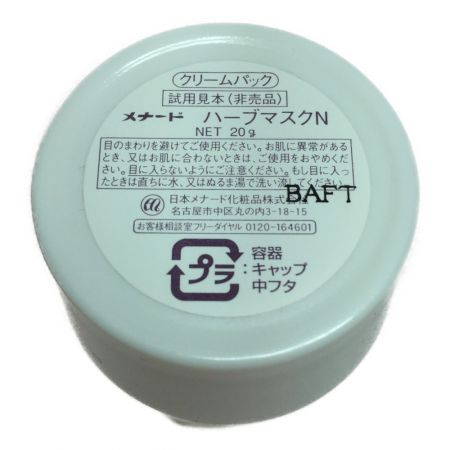 クリームパック
試用見本(非売品)
メナード ハーブマスクN
NET 20g
目のまわりを避けてご使用ください。お肌に異常がある
とき、又はお肌に合わないときは、ご使用をおやめくだ
さい。目に入らないようにご注意ください。もし目に入っ
たときは直ちに水、又はぬるま湯で洗い流してください。
BAFT
日本メナード化粧品株式会社
名古屋市中区丸の内3-18-15
お客様相談室フリーダイヤル 0120-164601
プラ
容器
:キャップ
中フタ